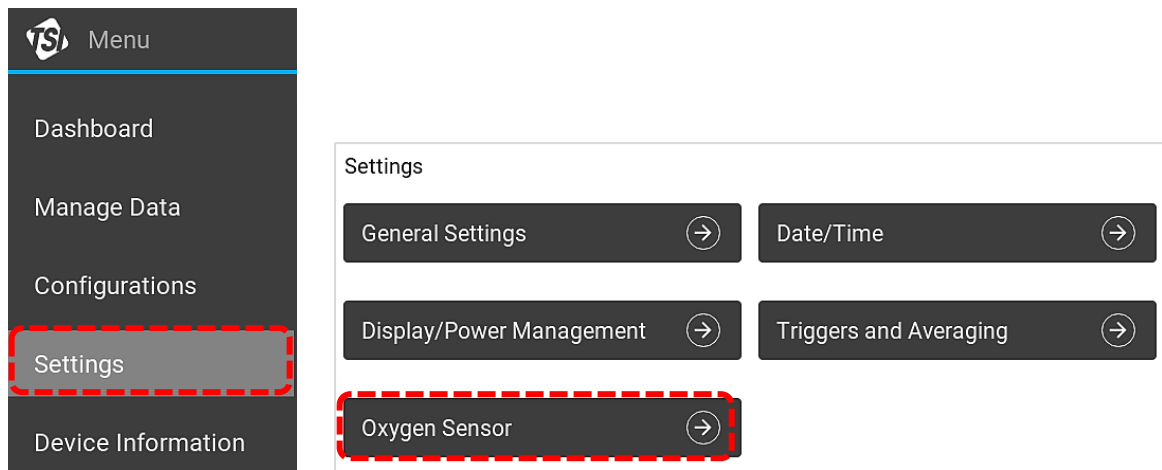 TSI Menu
Dashboard
Manage Data
Configurations
Settings
Device Information
Settings
General Settings
Date/Time
Display/Power Management
Triggers and Averaging
Oxygen Sensor